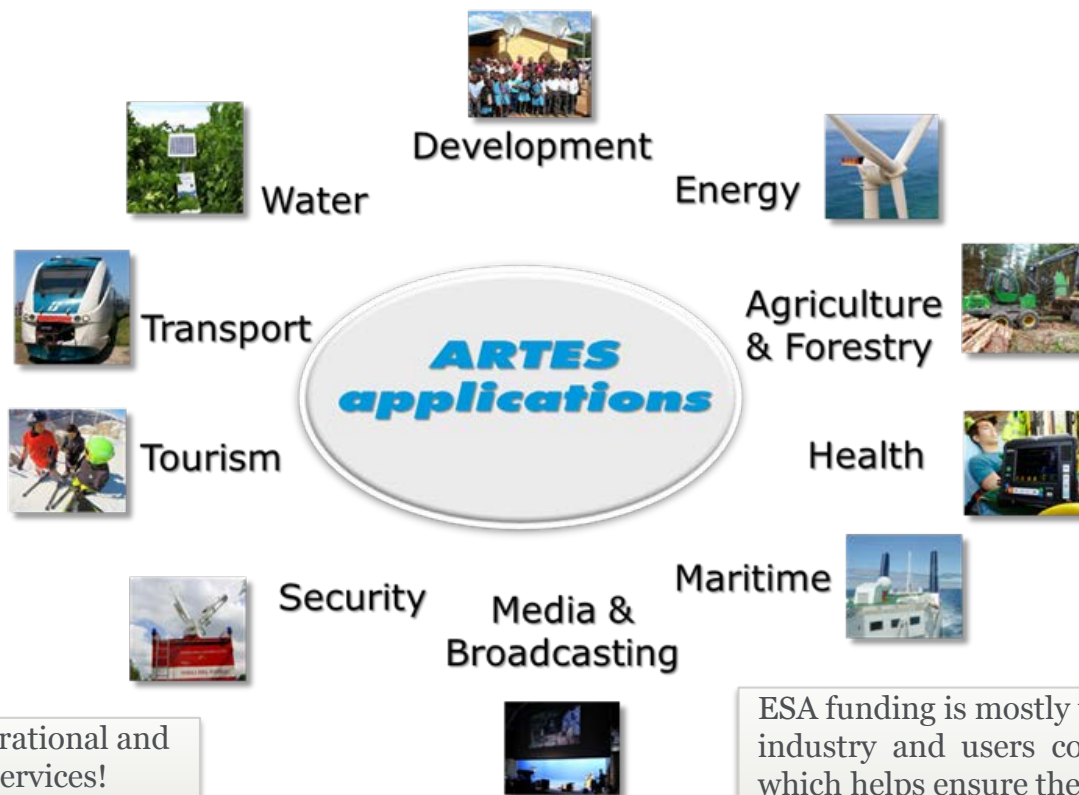 Development
Water
Energy
Transport
Agriculture
& Forestry
ARTES
applications
Tourism
Health
Security
Maritime
Media &
Broadcasting
rational and
ervices!
ESA funding is mostly
industry and users co
which helps ensure the